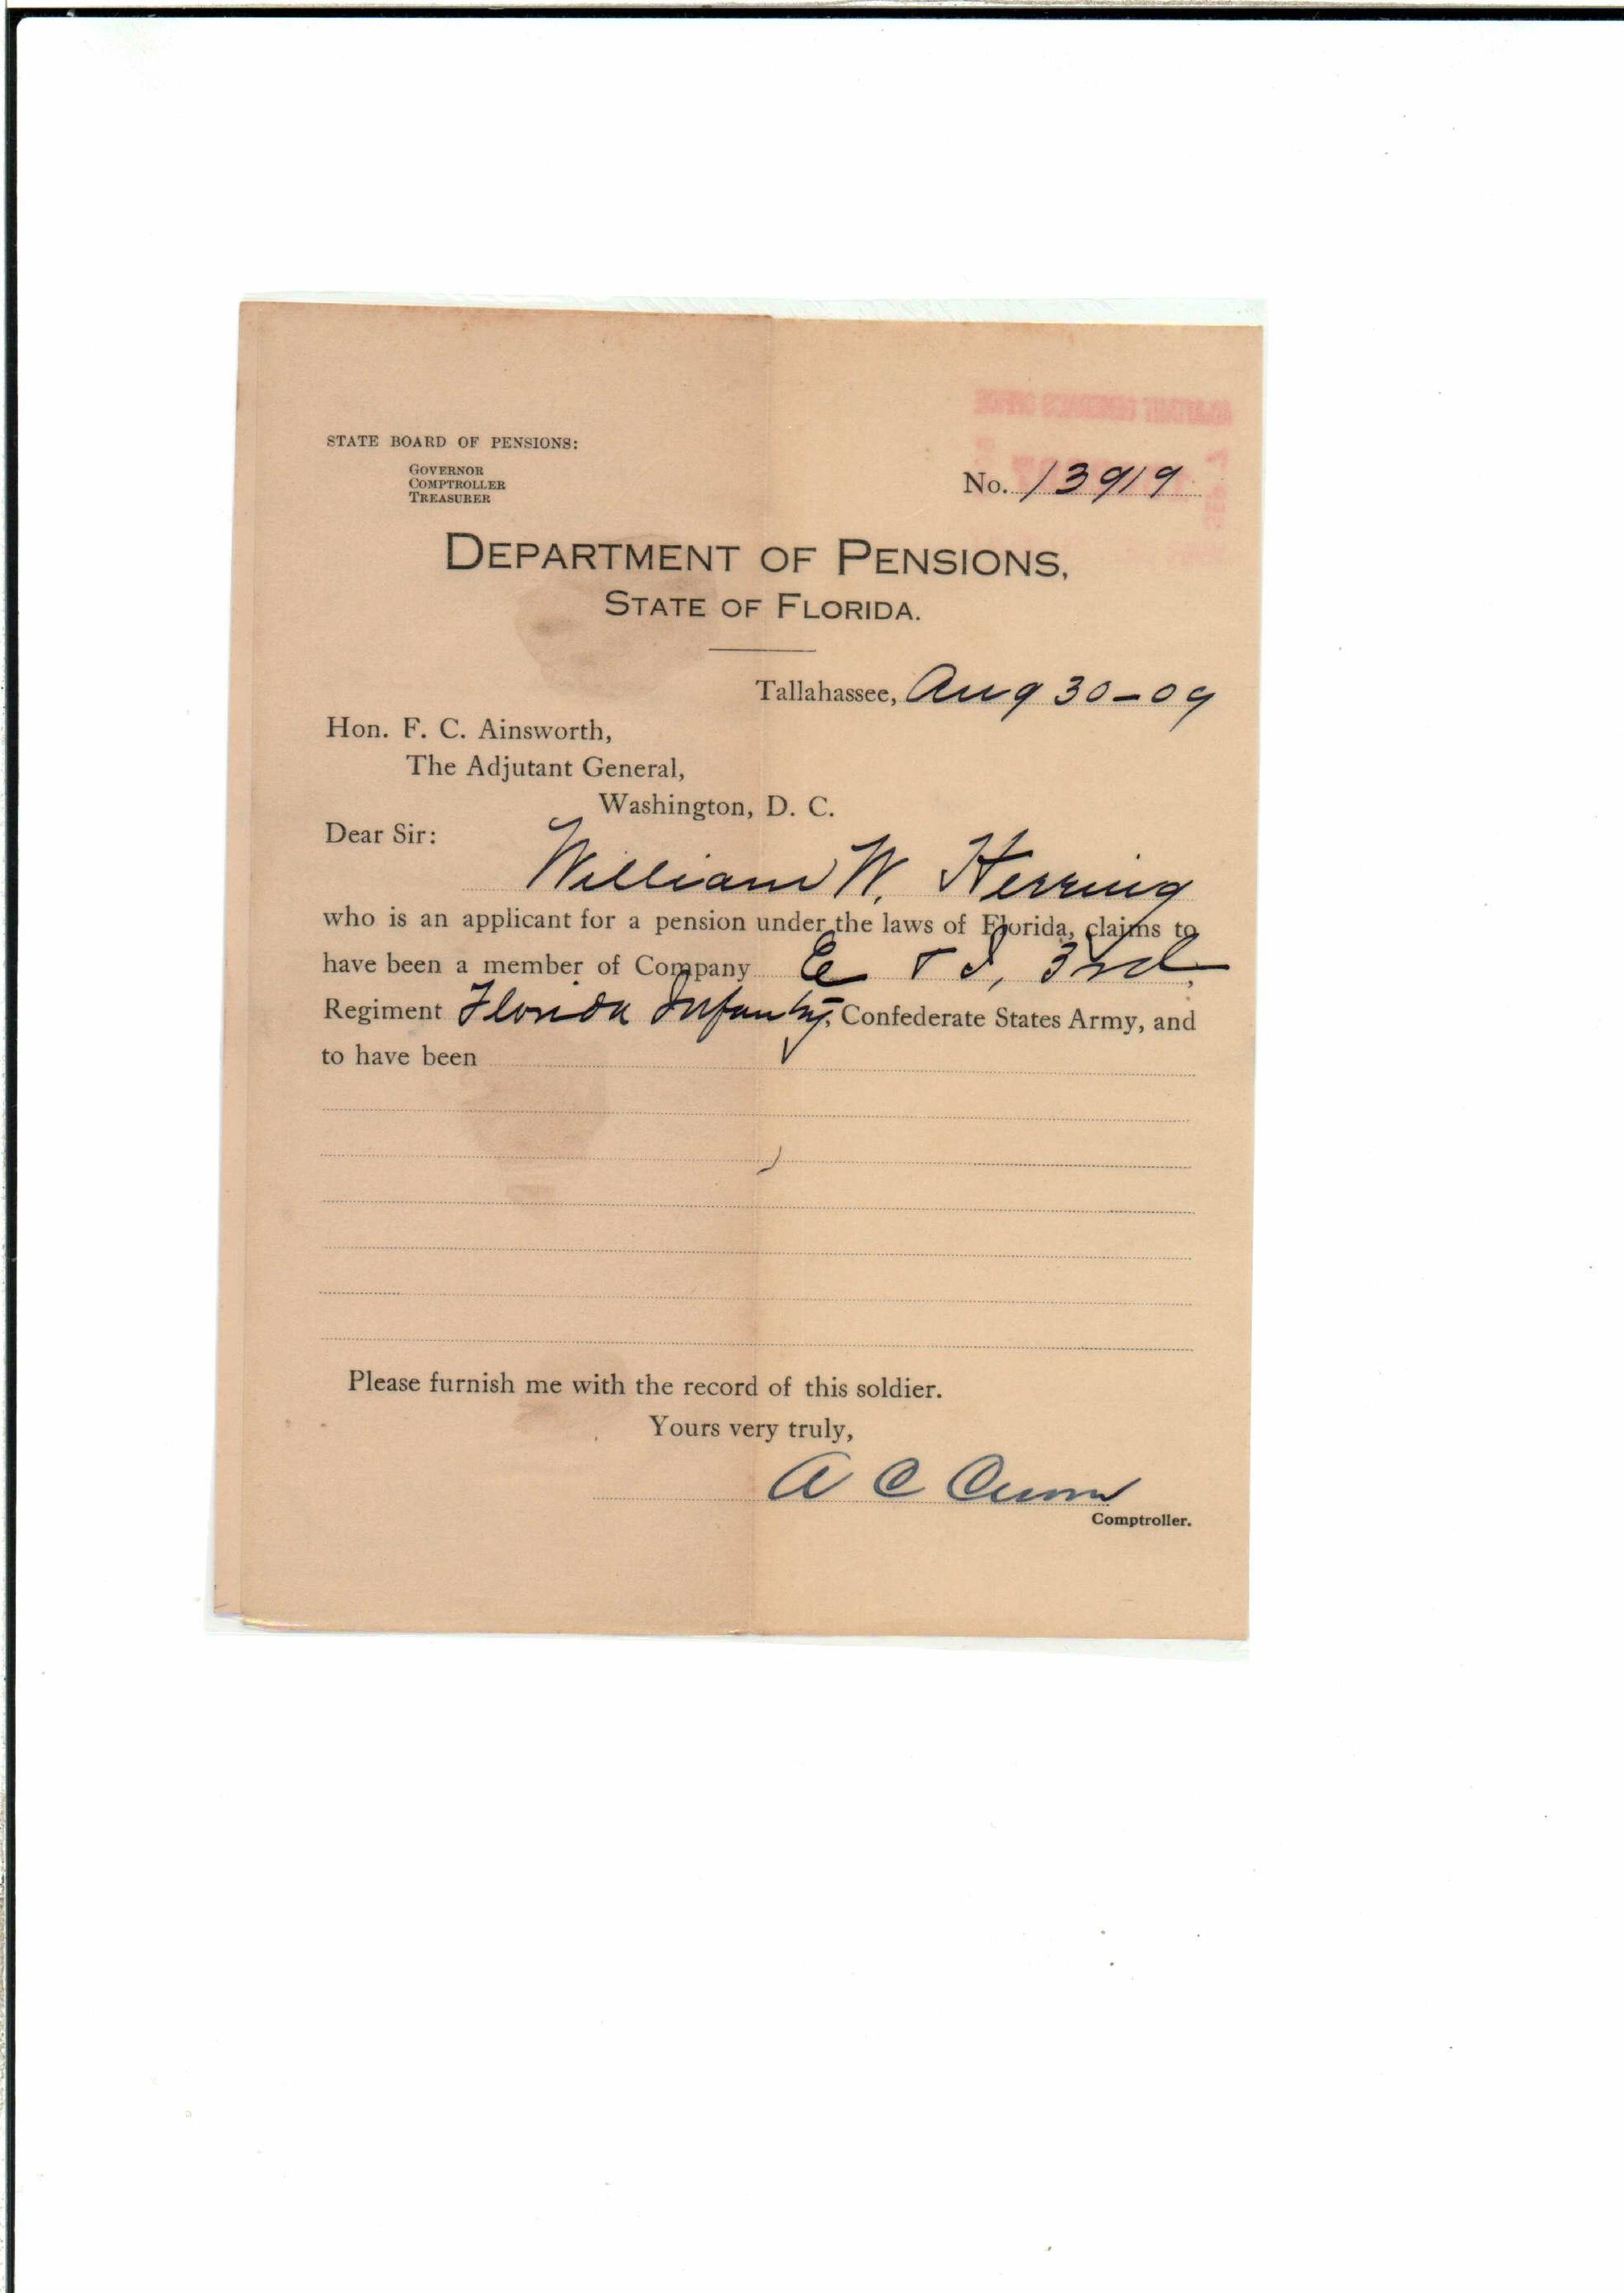 STATE BOARD OF PENSIONS:
GOVERNOR
COMPTROLLER
TREASURER
No. 13919
DEPARTMENT OF PENSIONS,
STATE OF FLORIDA.
Tallahassee, Aug 30-09
Hon. F. C. Ainsworth,
The Adjutant General,
Washington, D. C.
Dear Sir:
William W. Herring
who is an applicant for a pension under the laws of Florida, claims to
have been a member of Company E & I, 3rd
Regiment Florida Infantry, Confederate States Army, and
to have been
Please furnish me with the record of this soldier.
Yours very truly,
A C Croom
Comptroller.